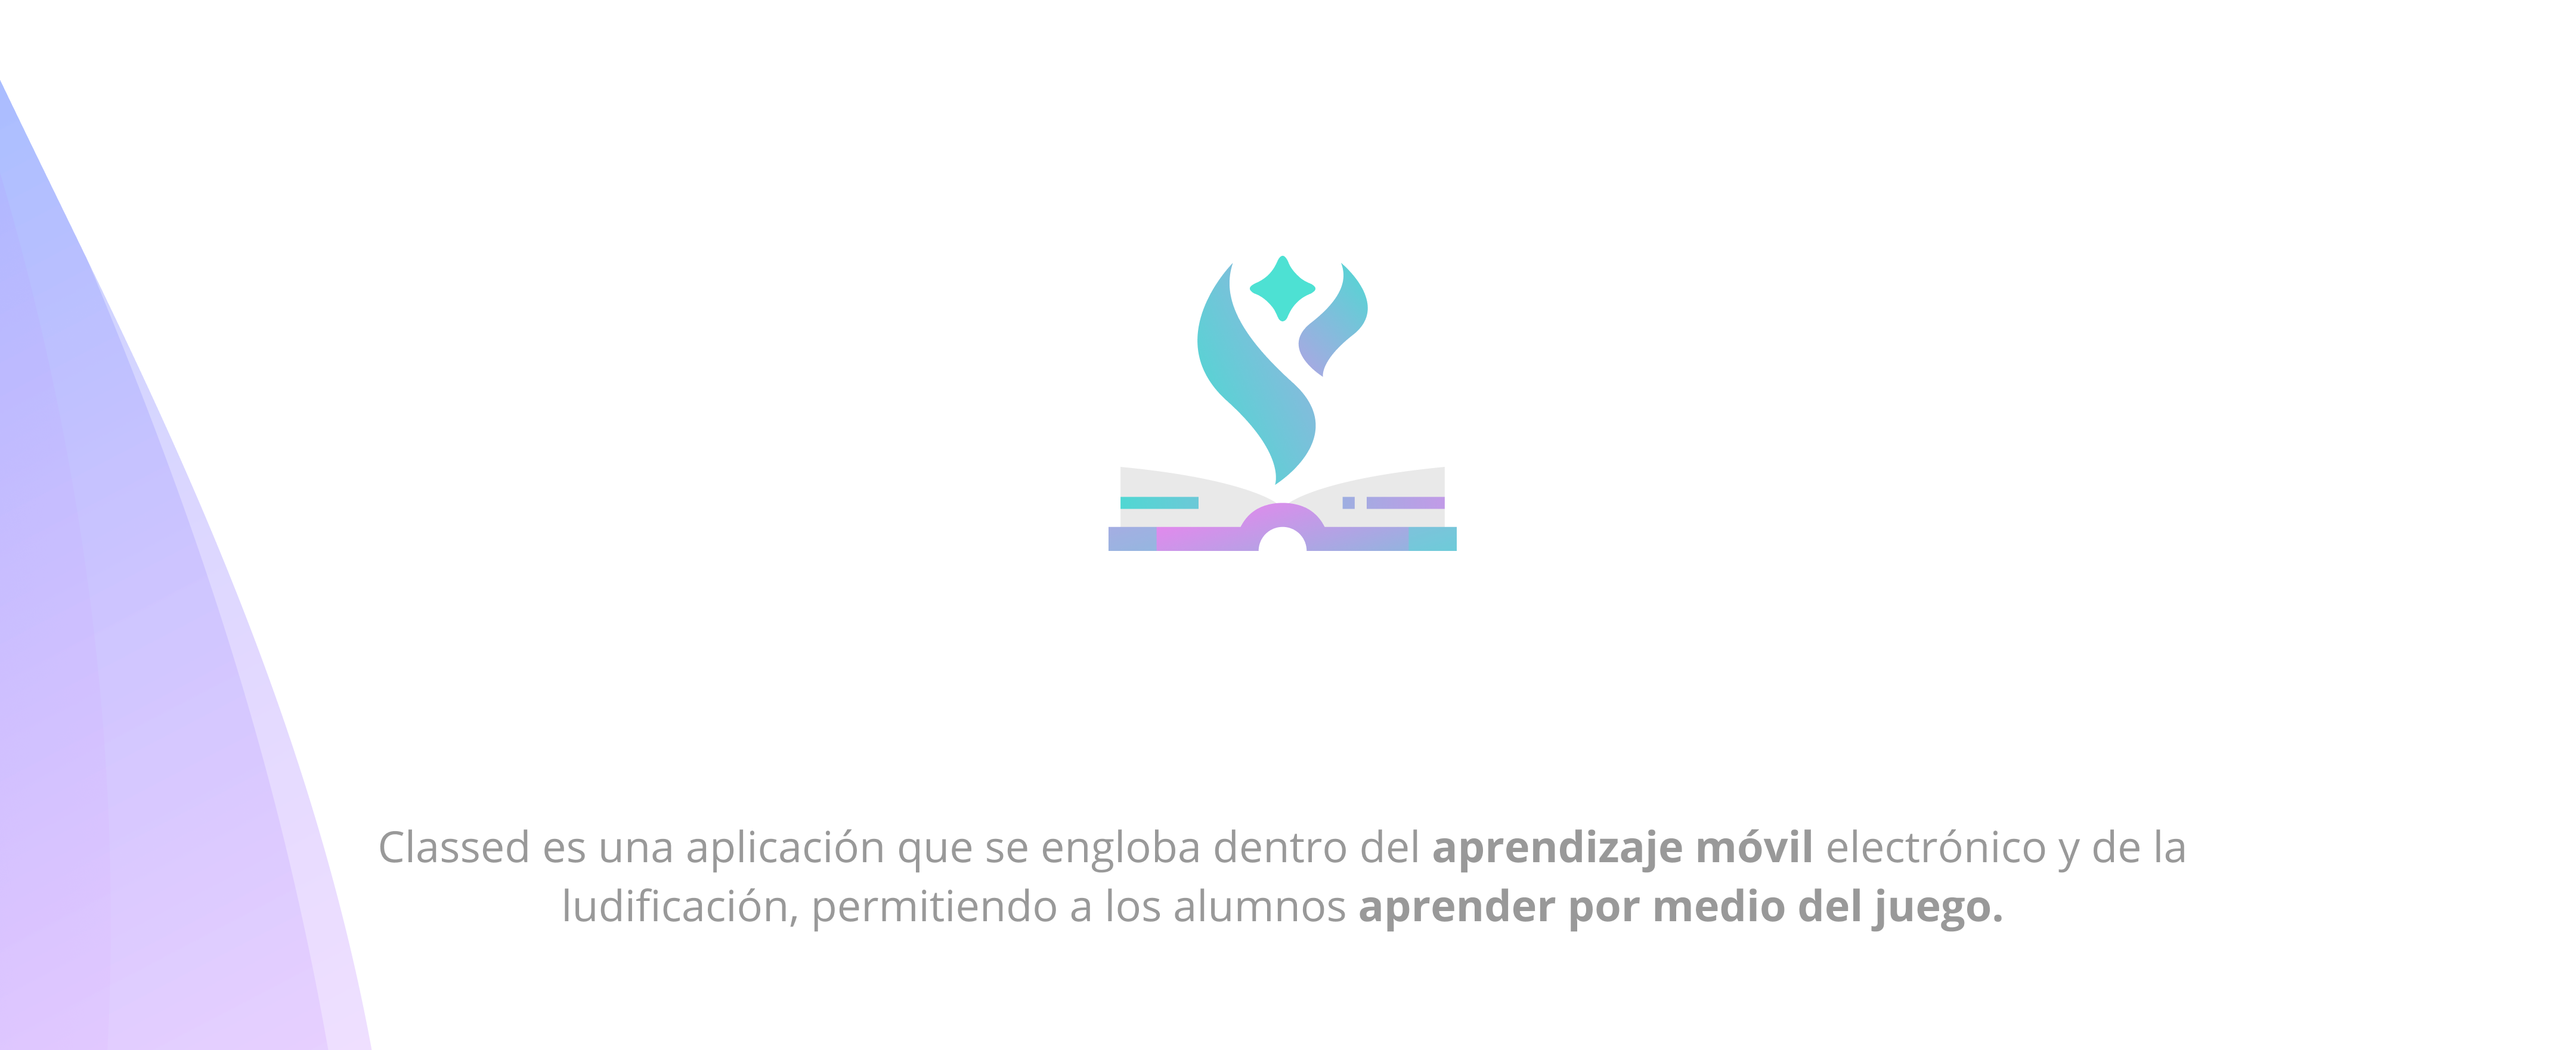 Classed es una aplicación que se engloba dentro del aprendizaje móvil electrónico y de la
ludificación, permitiendo a los alumnos aprender por medio del juego.